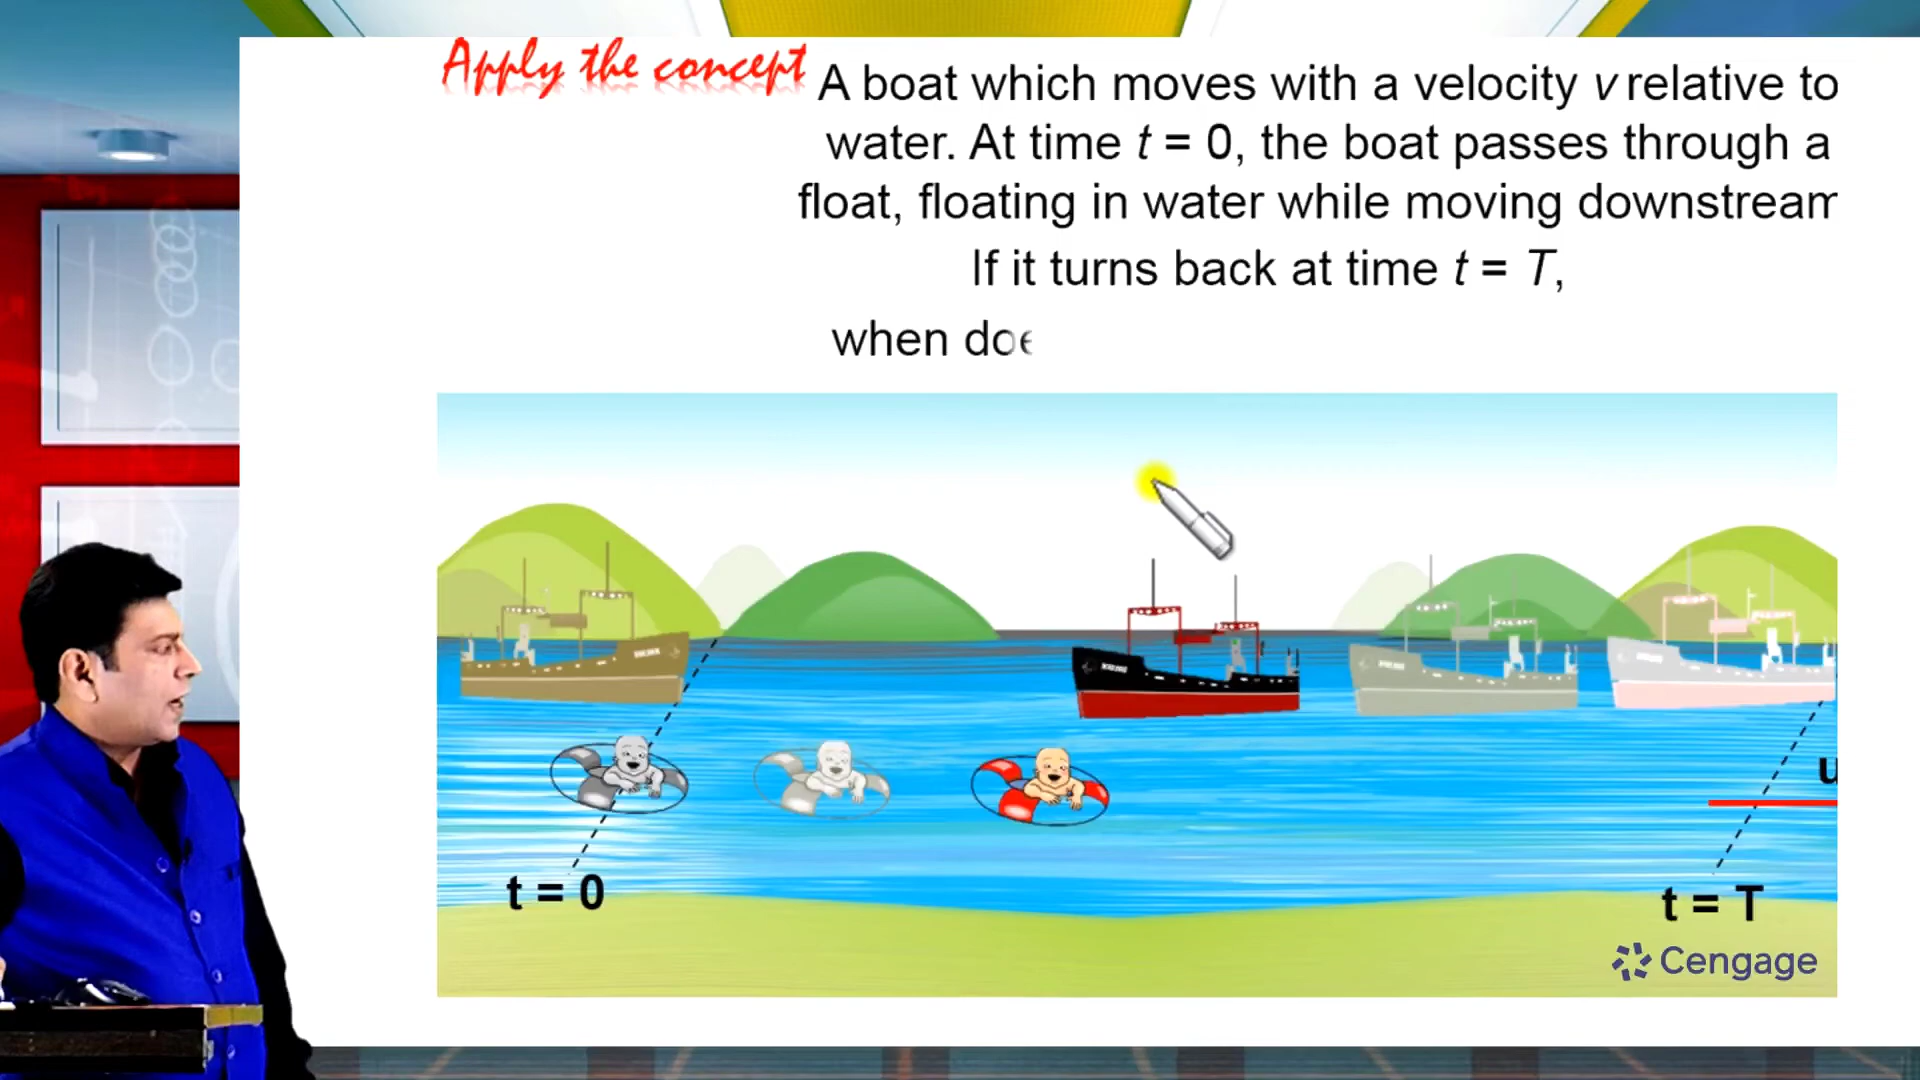 Apply the concept
A boat which moves with a velocity v relative to
water. At time t = 0, the boat passes through a
float, floating in water while moving downstream
If it turns back at time t = T,
when doe
u
t = 0
t = T
Cengage